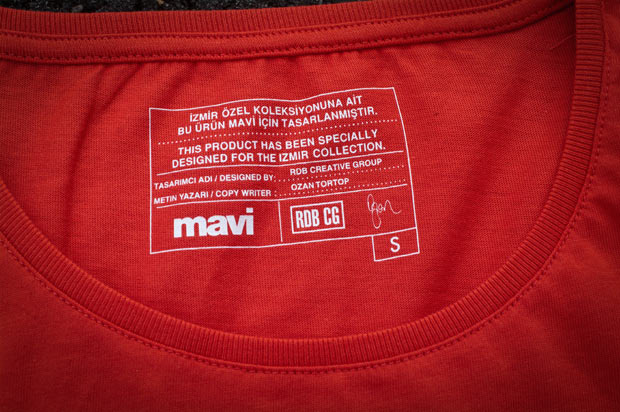 İZMİR ÖZEL KOLEKSİYONUNA AİT
BU ÜRÜN MAVİ İÇİN TASARLANMIŞTIR.
THIS PRODUCT HAS BEEN SPECIALLY
DESIGNED FOR THE IZMIR COLLECTION.
TASARIMCI ADI / DESIGNED BY: RDB CREATIVE GROUP
METİN YAZARI / COPY WRITER : OZAN TORTOP
mavi RDB CG
S